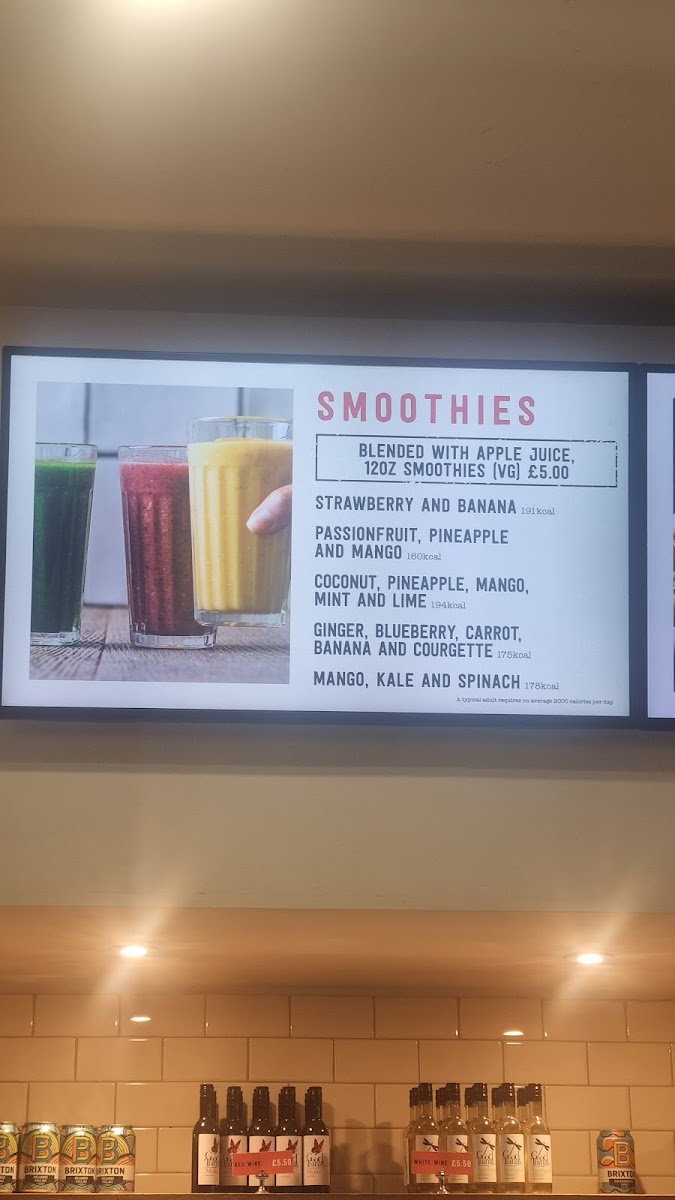 SMOOTHIES
BLENDED WITH APPLE JUICE,
12OZ SMOOTHIES (VG) £5.00
STRAWBERRY AND BANANA 191kcal
PASSIONFRUIT, PINEAPPLE
AND MANGO 160kcal
COCONUT, PINEAPPLE, MANGO,
MINT AND LIME 194kcal
GINGER, BLUEBERRY, CARROT,
BANANA AND COURGETTE 175kcal
MANGO, KALE AND SPINACH 178kcal
A typical adult requires on average 2000 calories per day.
B B B B
BRIXTON BRIXTON BRIXTON
RED WINE £5.50
WHITE WINE £5.50
B
BRIXTON